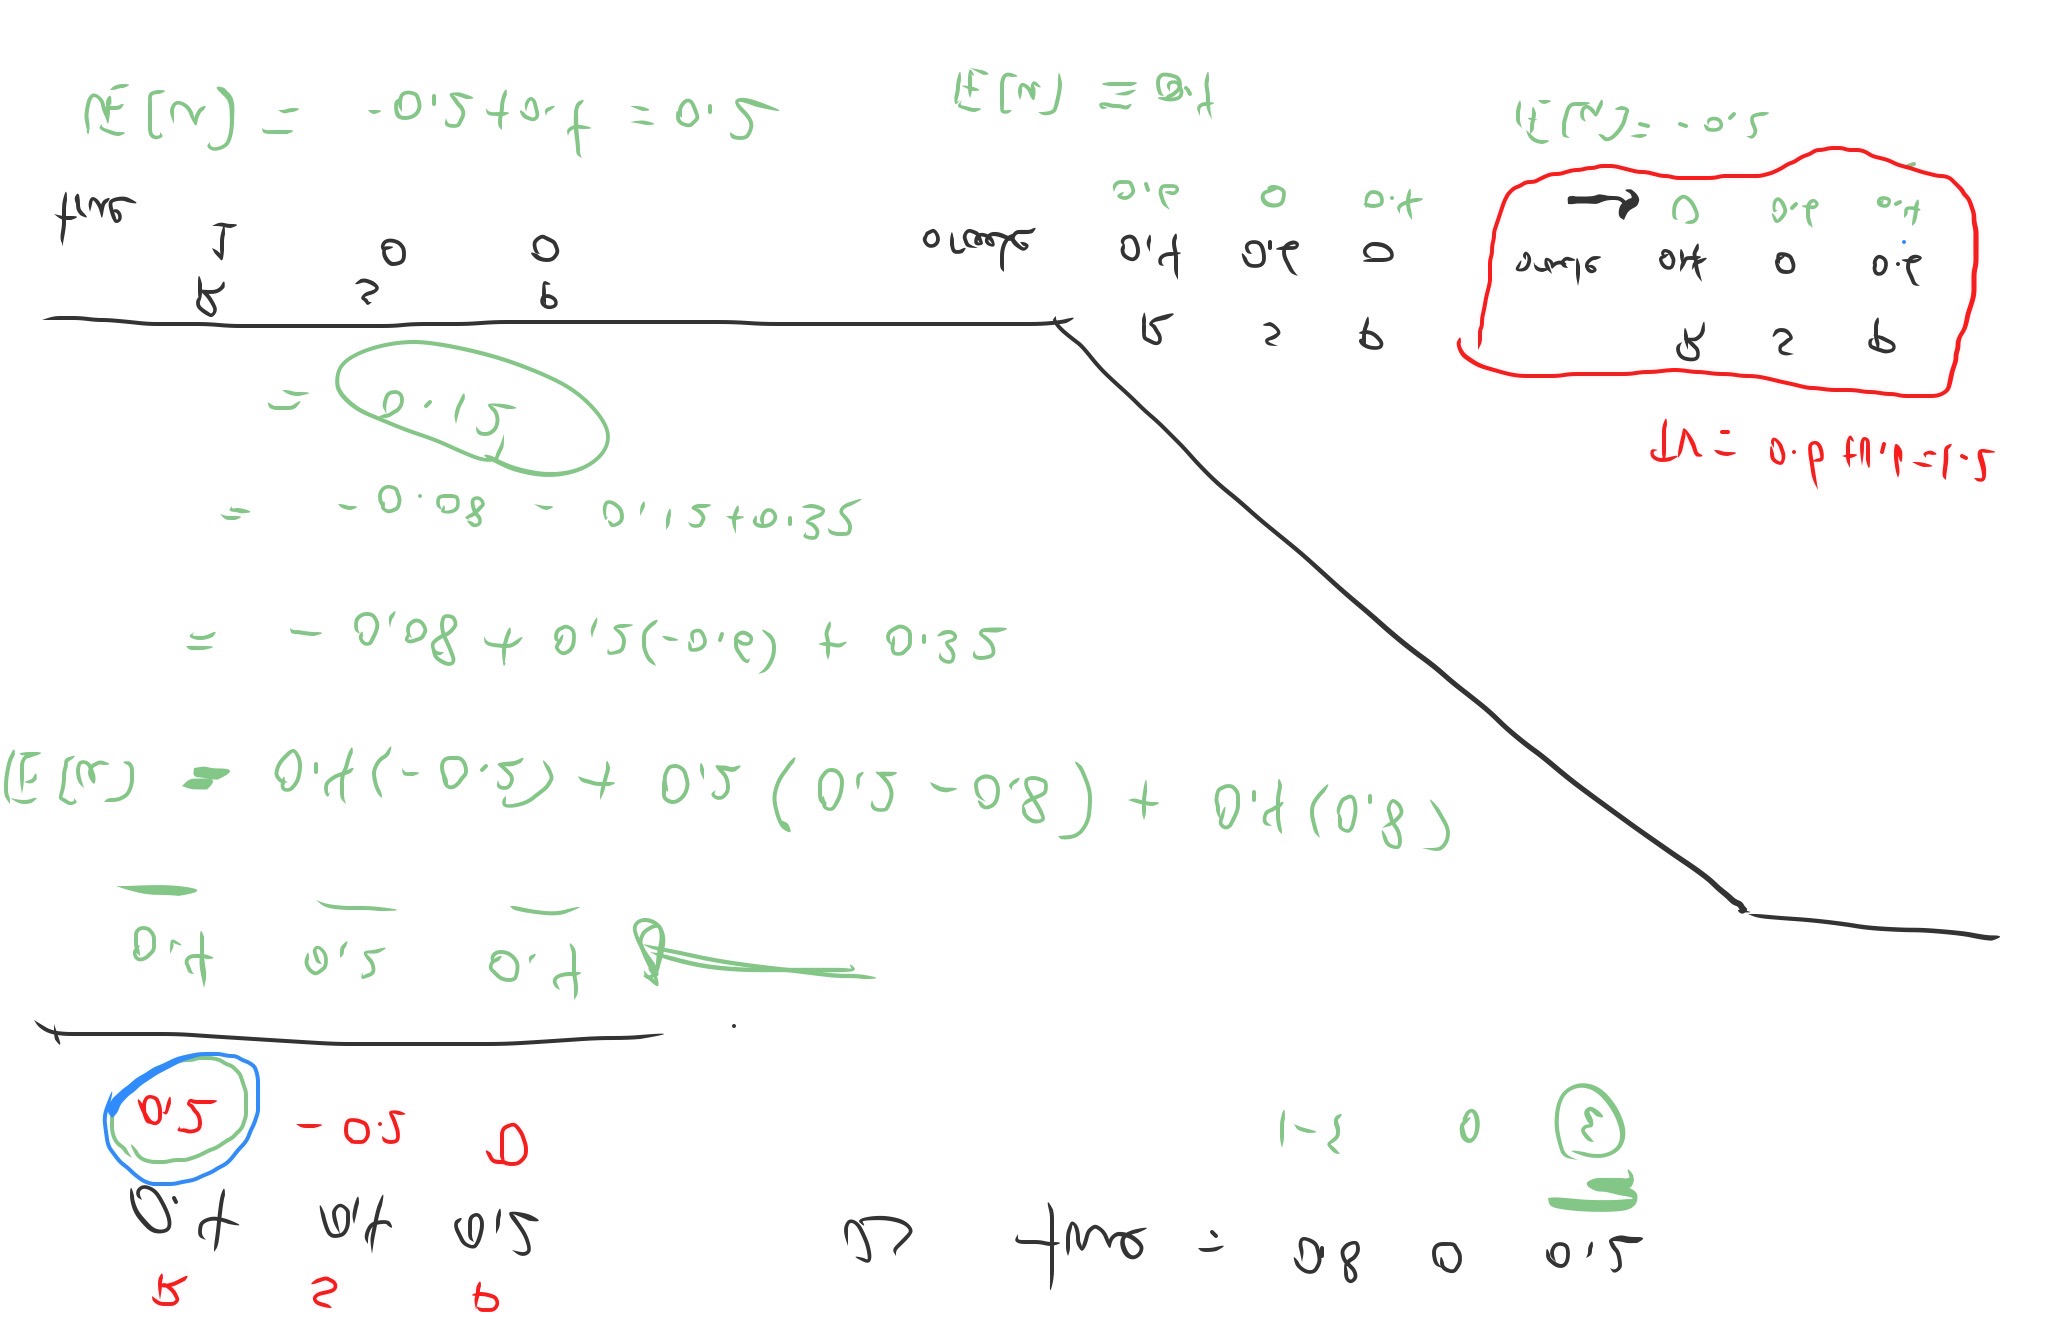 R S P
0.4 0.4 0.2
vs true = 0.8 0 0.2
0.2 -0.2 0
1-ε 0 ε
0.4 0.2 0.4
E[u] = 0.4(-0.2) + 0.2(0.2-0.8) + 0.4(0.8)
= -0.08 + 0.2(-0.6) + 0.32
= -0.08 - 0.12+0.32
= 0.12
TV = 0.6+0.6=1.2
R S P
true 1 0 0
E[u] = -0.2+0.4 = 0.2
R S P
oracle 0.4 0.6 0
0.6 0 0.4
E[u] = 0.4
R S P
oracle 0.4 0 0.6
→ 0 0.6 0.4
E[u] = -0.2